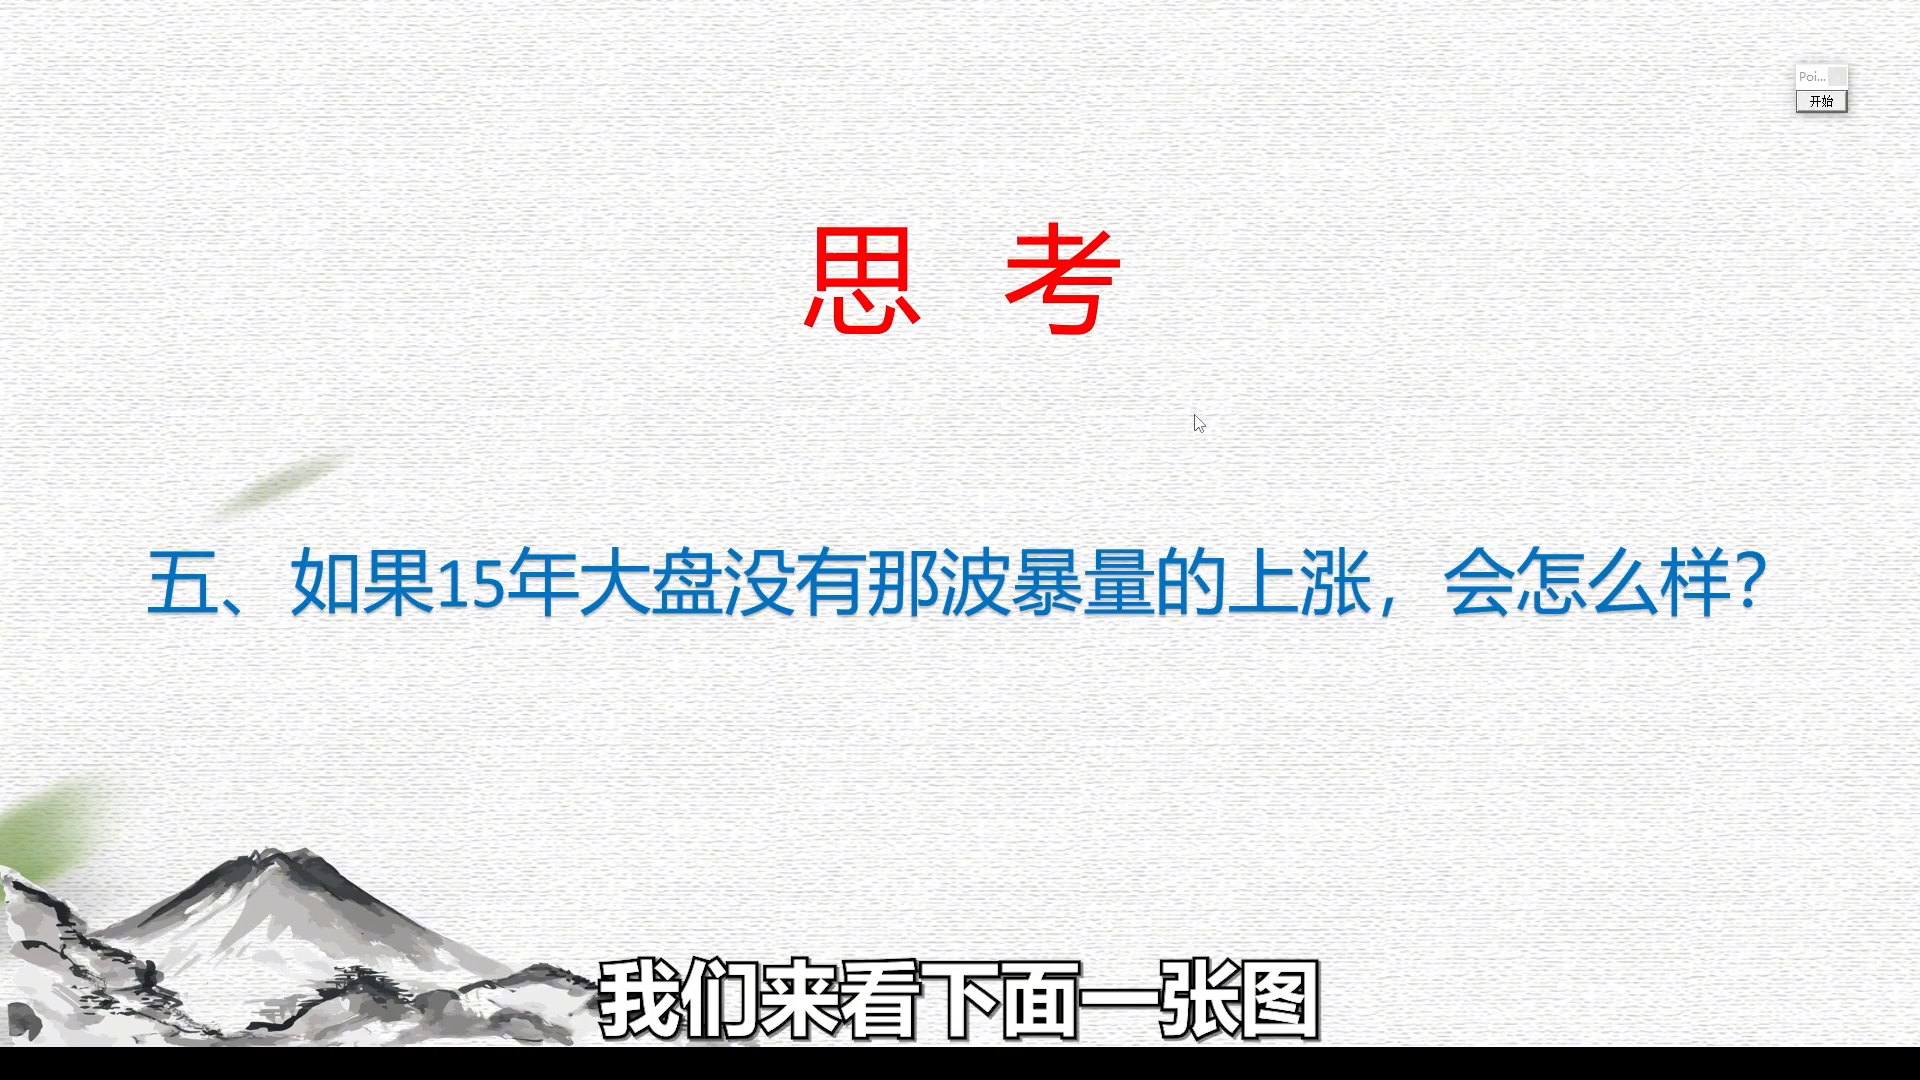 Poi...
开始
思 考
五、如果15年大盘没有那波暴量的上涨，会怎么样？
我们来看下面一张图